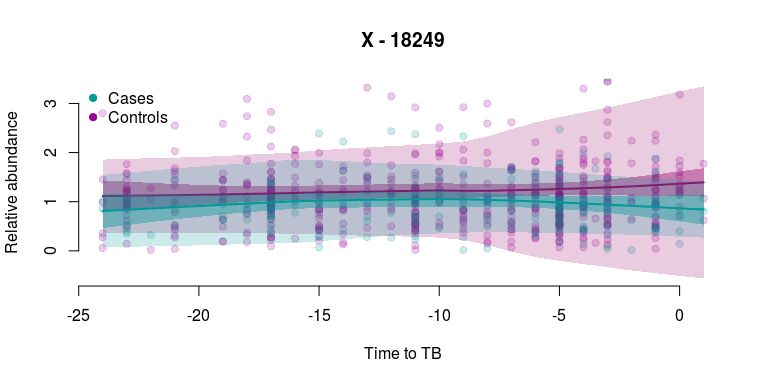 X - 18249
Cases
Controls
Relative abundance
3
2
1
0
-25 -20 -15 -10 -5 0
Time to TB